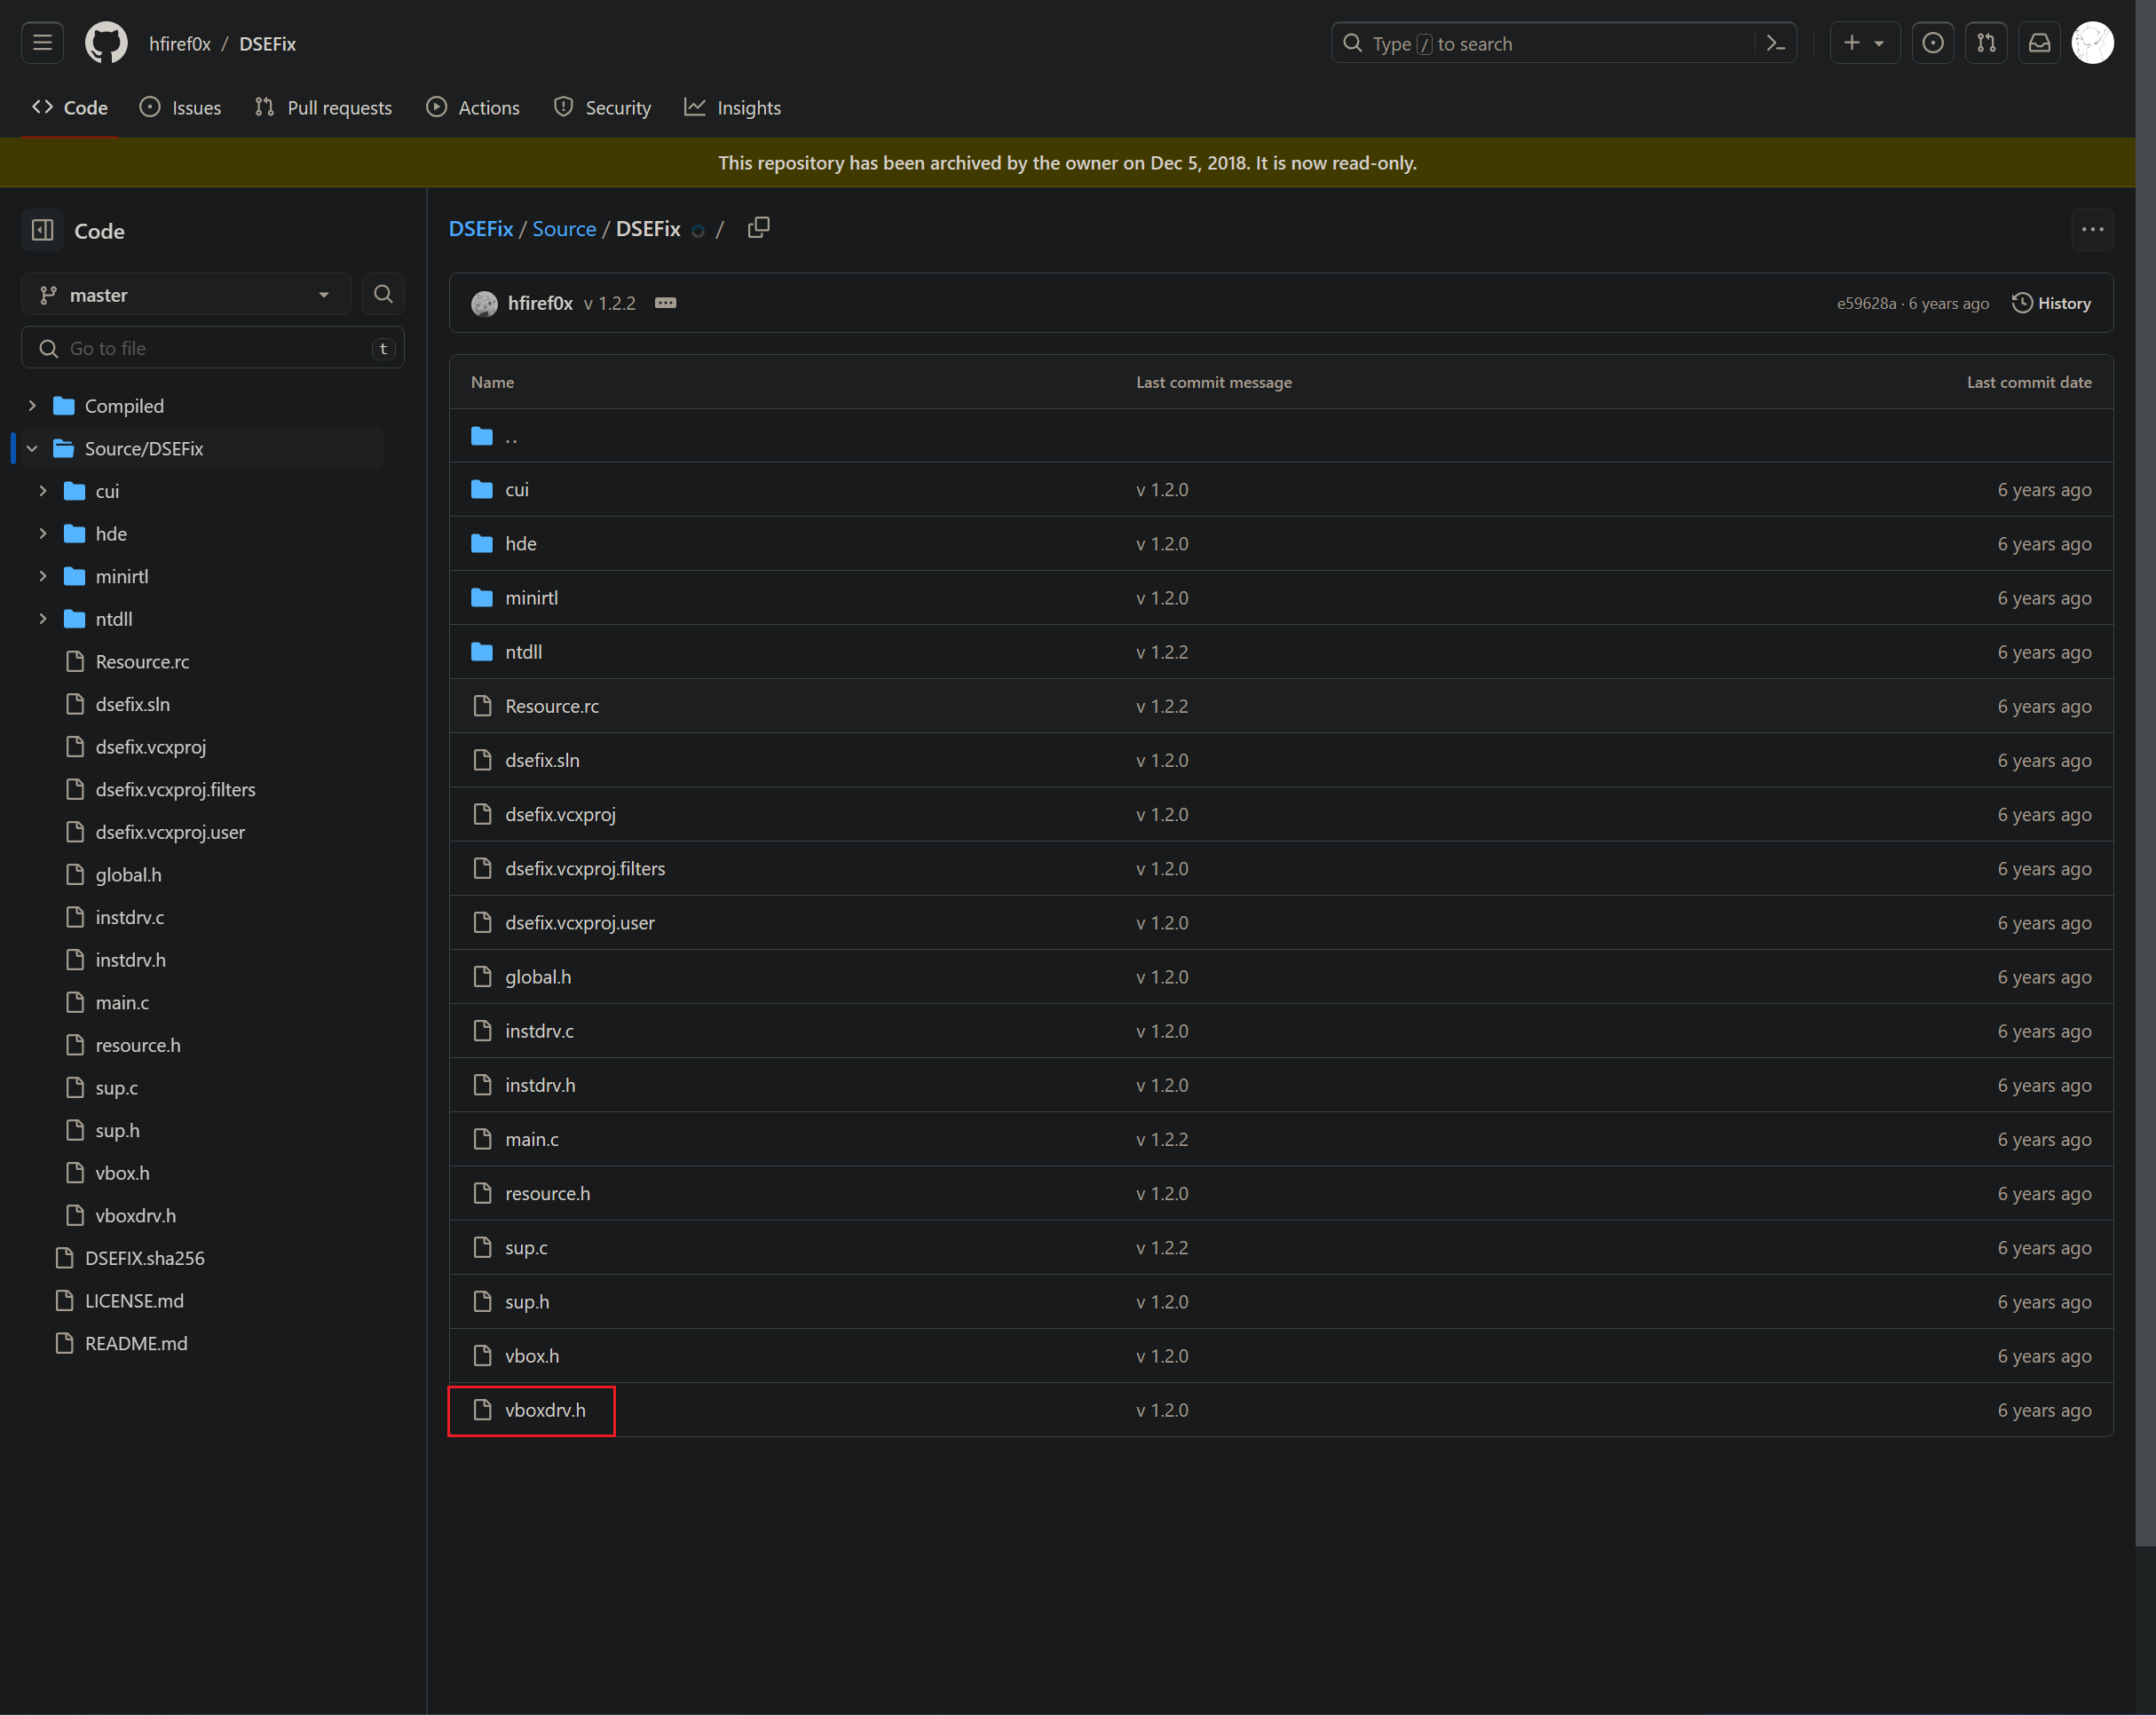 hfiref0x / DSEFix
Type / to search
Code Issues Pull requests Actions Security Insights
This repository has been archived by the owner on Dec 5, 2018. It is now read-only.
Code
master
Go to file t
Compiled
Source/DSEFix
cui
hde
minirtl
ntdll
Resource.rc
dsefix.sln
dsefix.vcxproj
dsefix.vcxproj.filters
dsefix.vcxproj.user
global.h
instdrv.c
instdrv.h
main.c
resource.h
sup.c
sup.h
vbox.h
vboxdrv.h
DSEFIX.sha256
LICENSE.md
README.md
DSEFix / Source / DSEFix /
hfiref0x v 1.2.2 e59628a · 6 years ago History
Name Last commit message Last commit date
..
cui v 1.2.0 6 years ago
hde v 1.2.0 6 years ago
minirtl v 1.2.0 6 years ago
ntdll v 1.2.2 6 years ago
Resource.rc v 1.2.2 6 years ago
dsefix.sln v 1.2.0 6 years ago
dsefix.vcxproj v 1.2.0 6 years ago
dsefix.vcxproj.filters v 1.2.0 6 years ago
dsefix.vcxproj.user v 1.2.0 6 years ago
global.h v 1.2.0 6 years ago
instdrv.c v 1.2.0 6 years ago
instdrv.h v 1.2.0 6 years ago
main.c v 1.2.2 6 years ago
resource.h v 1.2.0 6 years ago
sup.c v 1.2.2 6 years ago
sup.h v 1.2.0 6 years ago
vbox.h v 1.2.0 6 years ago
vboxdrv.h v 1.2.0 6 years ago